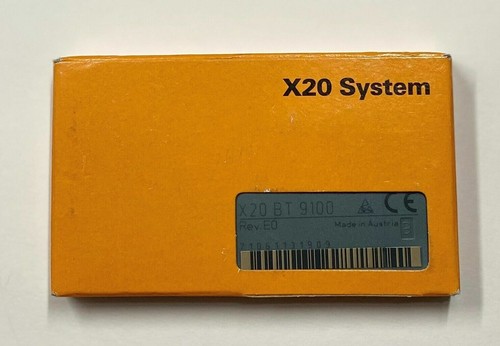 X20 System
X20 BT 9100
CE
Rev.E0
Made in Austria